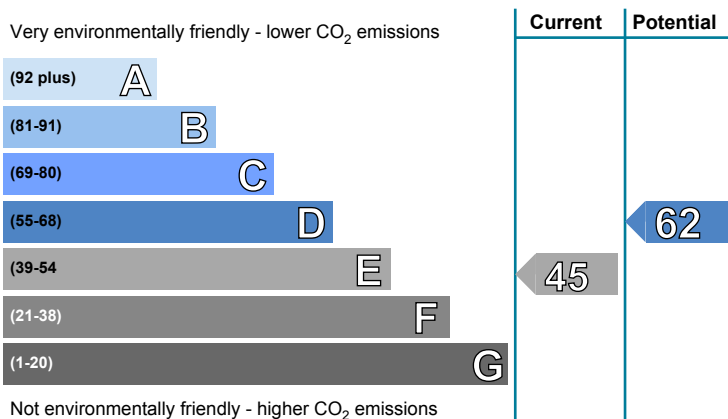 Very environmentally friendly - lower CO2 emissions
Current
Potential
(92 plus) A
(81-91) B
(69-80) C
(55-68) D
62
(39-54 E
45
(21-38) F
(1-20) G
Not environmentally friendly - higher CO2 emissions